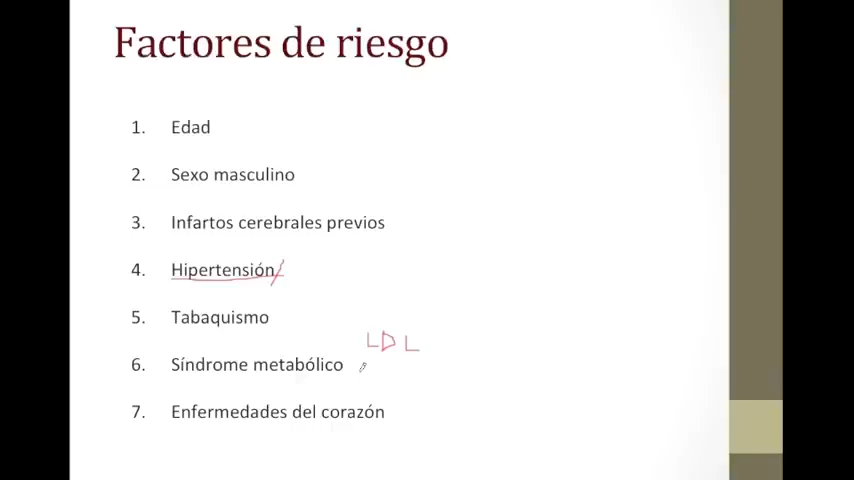 Factores de riesgo
1. Edad
2. Sexo masculino
3. Infartos cerebrales previos
4. Hipertensión
5. Tabaquismo
LDL
6. Síndrome metabólico
7. Enfermedades del corazón